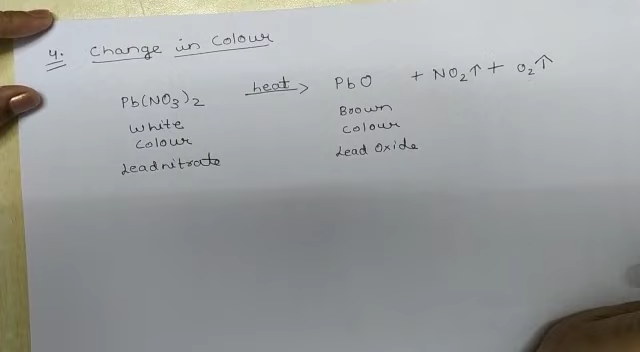 4. Change in Colour
Pb(NO3)2 heat> PbO + NO2↑ + O2↑
White Brown
Colour Colour
Leadnitrate Lead Oxide